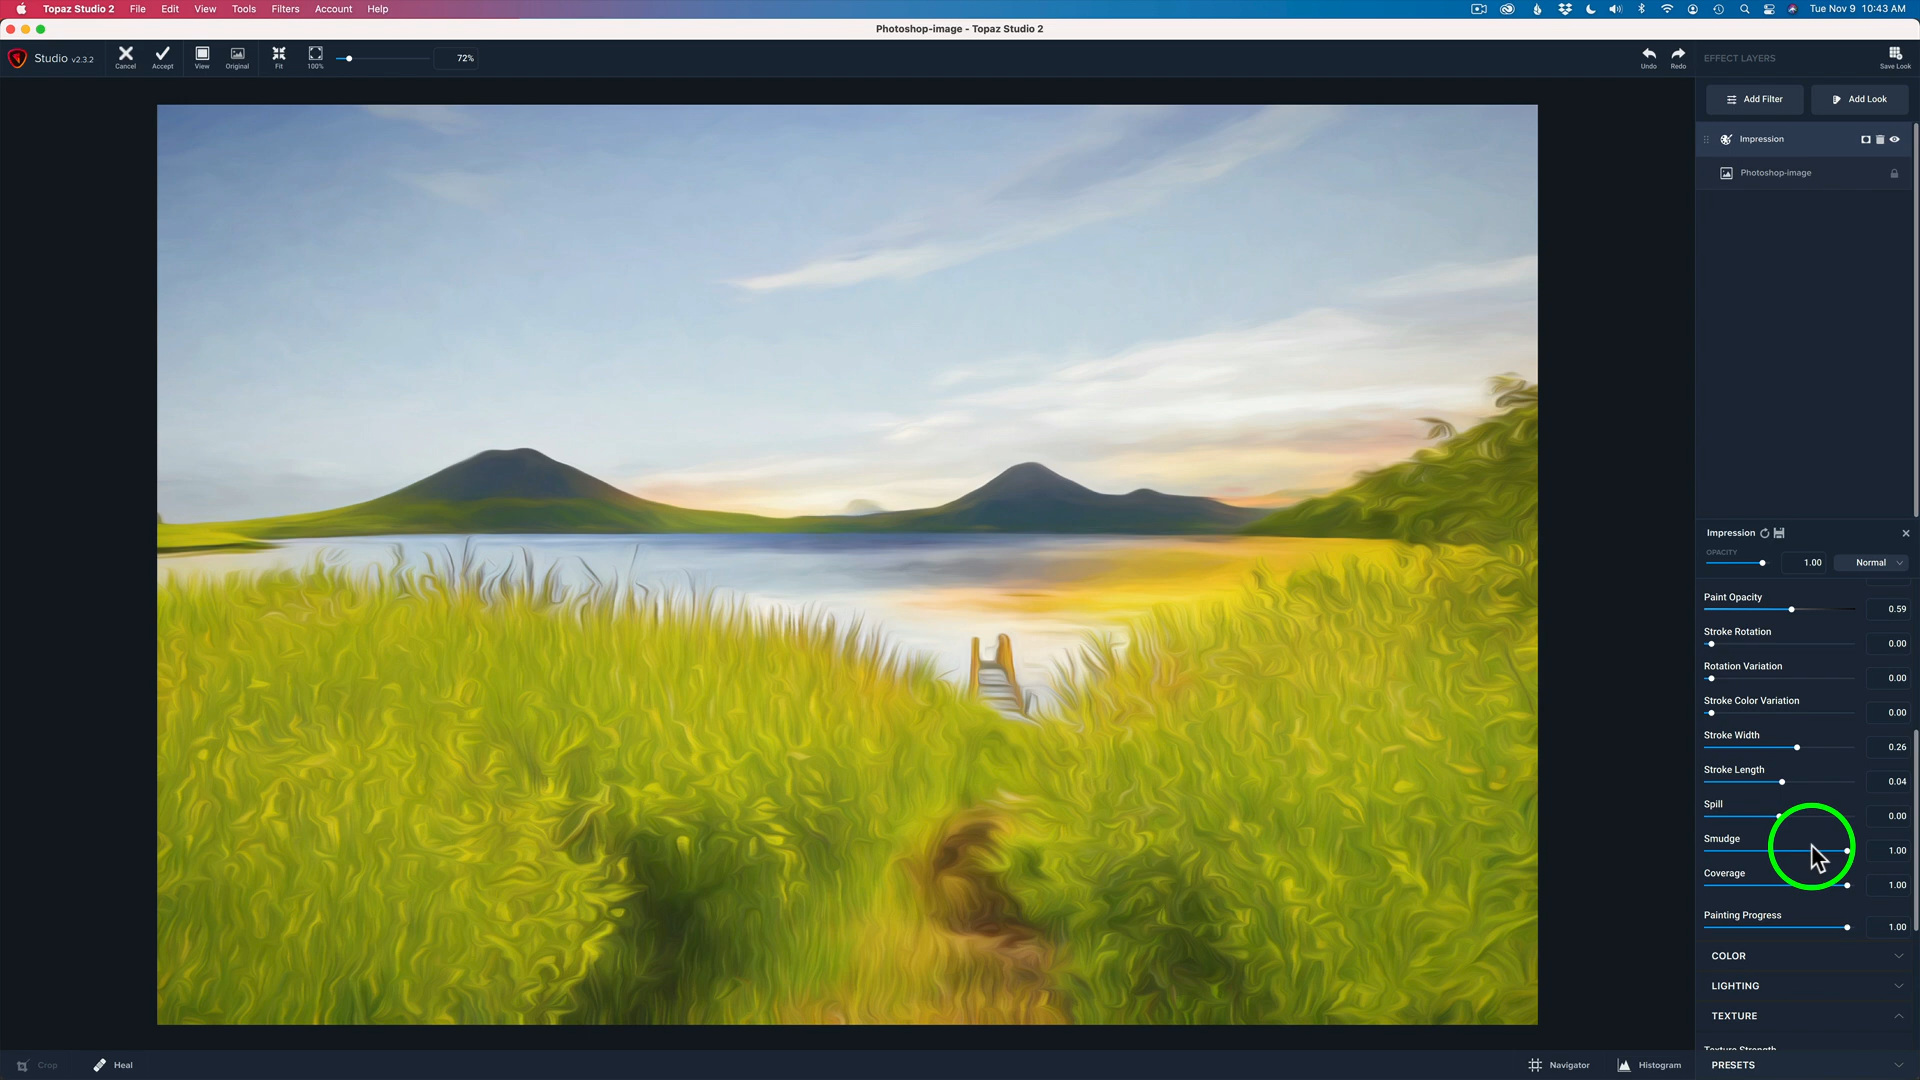 Topaz Studio 2 File Edit View Tools Filters Account Help Tue Nov 9 10:43 AM
Photoshop-image - Topaz Studio 2
Studio v2.3.2 Cancel Accept View Original Fit 100% 72% Undo Redo EFFECT LAYERS Save Look
Add Filter Add Look
Impression
Photoshop-image
Impression
OPACITY
1.00 Normal
Paint Opacity
0.59
Stroke Rotation
0.00
Rotation Variation
0.00
Stroke Color Variation
0.00
Stroke Width
0.26
Stroke Length
0.04
Spill
0.00
Smudge
1.00
Coverage
1.00
Painting Progress
1.00
COLOR
LIGHTING
TEXTURE
Texture Strength
Crop Heal Navigator Histogram PRESETS